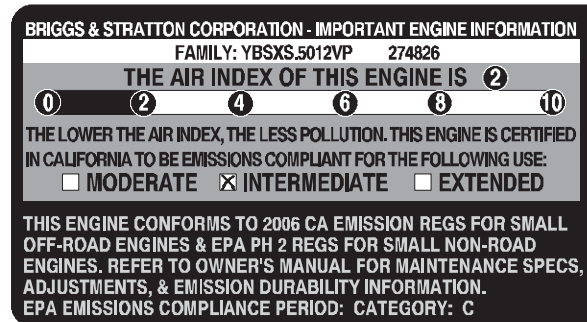 BRIGGS & STRATTON CORPORATION - IMPORTANT ENGINE INFORMATION
FAMILY: YBSXS.5012VP 274826
THE AIR INDEX OF THIS ENGINE IS 2
0 2 4 6 8 10
THE LOWER THE AIR INDEX, THE LESS POLLUTION. THIS ENGINE IS CERTIFIED
IN CALIFORNIA TO BE EMISSIONS COMPLIANT FOR THE FOLLOWING USE:
☐ MODERATE ☒ INTERMEDIATE ☐ EXTENDED
THIS ENGINE CONFORMS TO 2006 CA EMISSION REGS FOR SMALL
OFF-ROAD ENGINES & EPA PH 2 REGS FOR SMALL NON-ROAD
ENGINES. REFER TO OWNER'S MANUAL FOR MAINTENANCE SPECS,
ADJUSTMENTS, & EMISSION DURABILITY INFORMATION.
EPA EMISSIONS COMPLIANCE PERIOD: CATEGORY: C